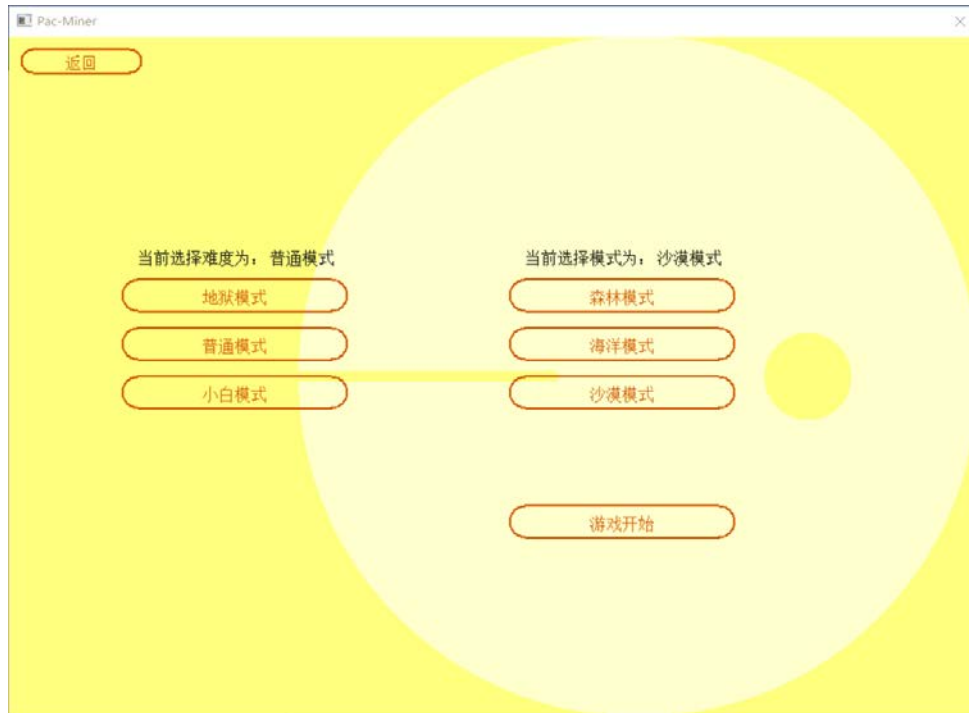 Pac-Miner
返回
当前选择难度为：普通模式
地狱模式
普通模式
小白模式
当前选择模式为：沙漠模式
森林模式
海洋模式
沙漠模式
游戏开始